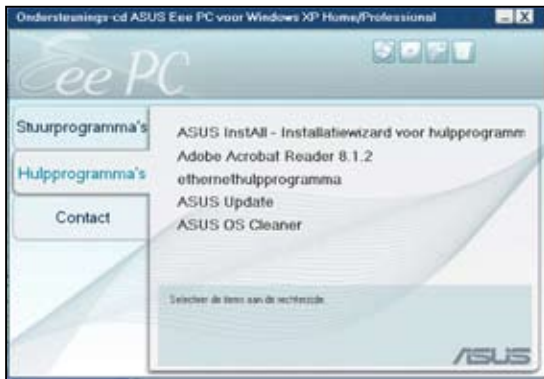 Ondersteunings-cd ASUS Eee PC voor Windows XP Home/Professional
Eee PC
Stuurprogramma's
Hulpprogramma's
Contact
ASUS InstAll - Installatiewizard voor hulpprogramm
Adobe Acrobat Reader 8.1.2
ethernethulpprogramma
ASUS Update
ASUS OS Cleaner
Selecteer de items aan de rechterzijde.
ASUS